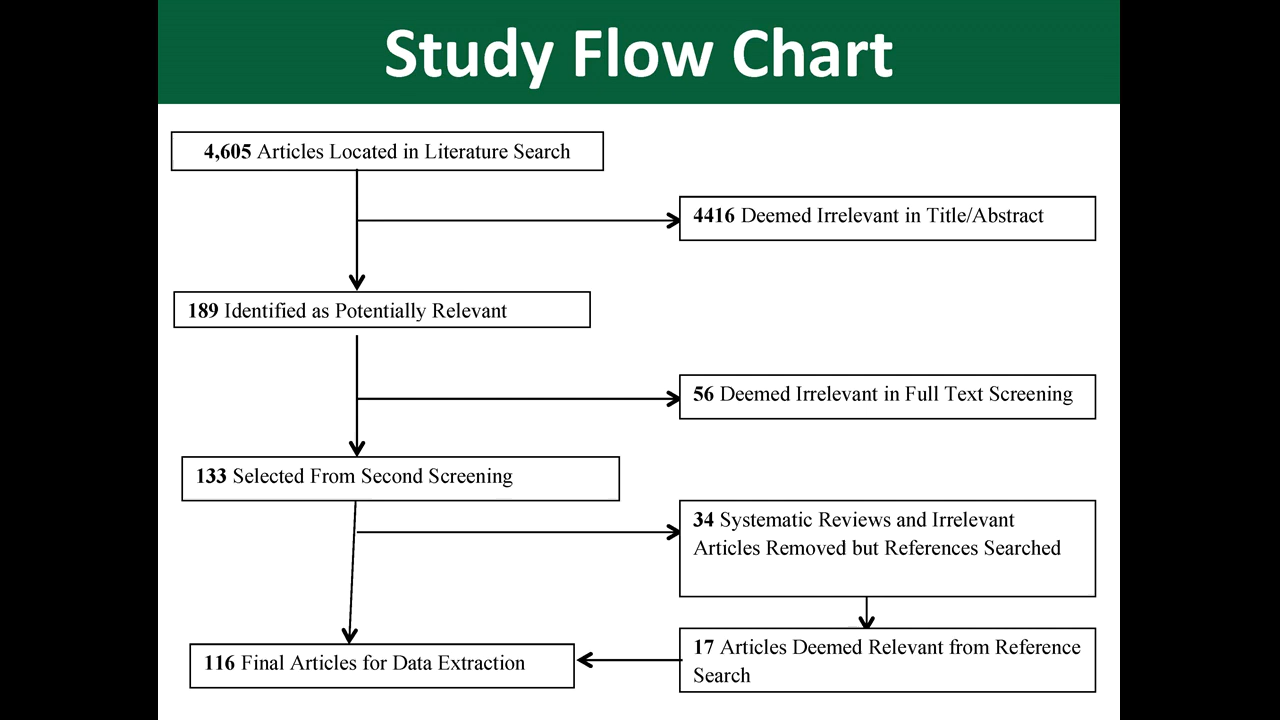 Study Flow Chart
4,605 Articles Located in Literature Search
4416 Deemed Irrelevant in Title/Abstract
189 Identified as Potentially Relevant
56 Deemed Irrelevant in Full Text Screening
133 Selected From Second Screening
34 Systematic Reviews and Irrelevant
Articles Removed but References Searched
17 Articles Deemed Relevant from Reference
Search
116 Final Articles for Data Extraction